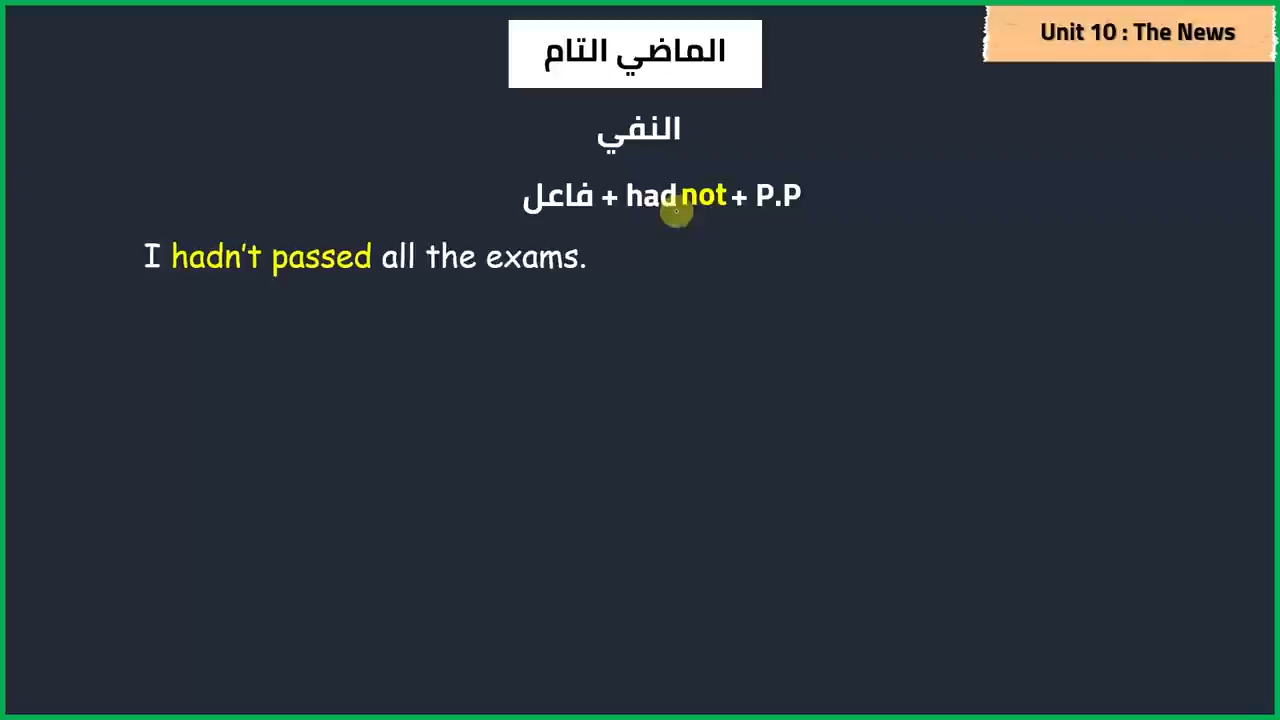 Unit 10 : The News
الماضي التام
النفي
فاعل + had not + P.P
I hadn't passed all the exams.